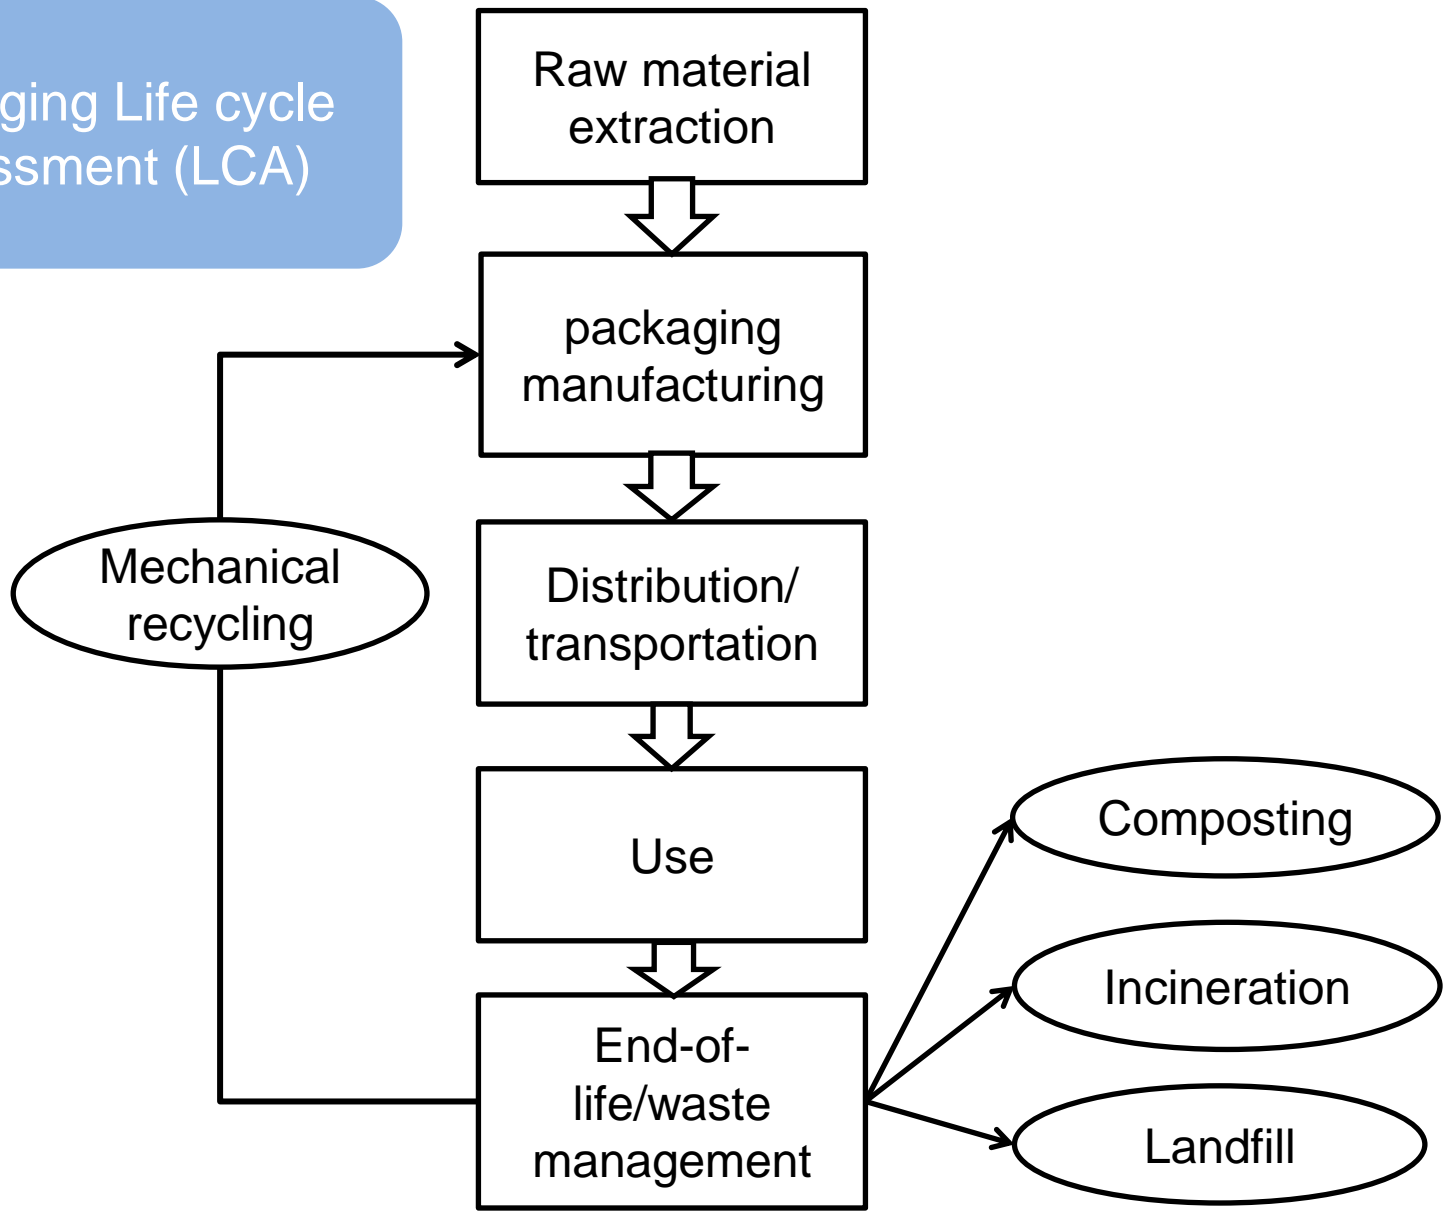 ging Life cycle
ssment (LCA)
Raw material
extraction
packaging
manufacturing
Mechanical
recycling
Distribution/
transportation
Use
Composting
Incineration
End-of-
life/waste
management
Landfill